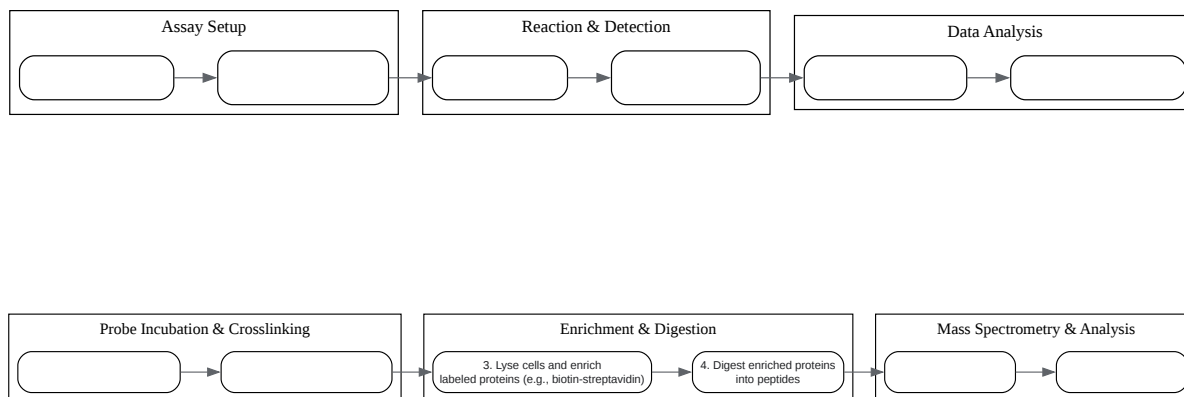 Assay Setup
Reaction & Detection
Data Analysis
Probe Incubation & Crosslinking
Enrichment & Digestion
Mass Spectrometry & Analysis
3. Lyse cells and enrich
labeled proteins (e.g., biotin-streptavidin)
4. Digest enriched proteins
into peptides